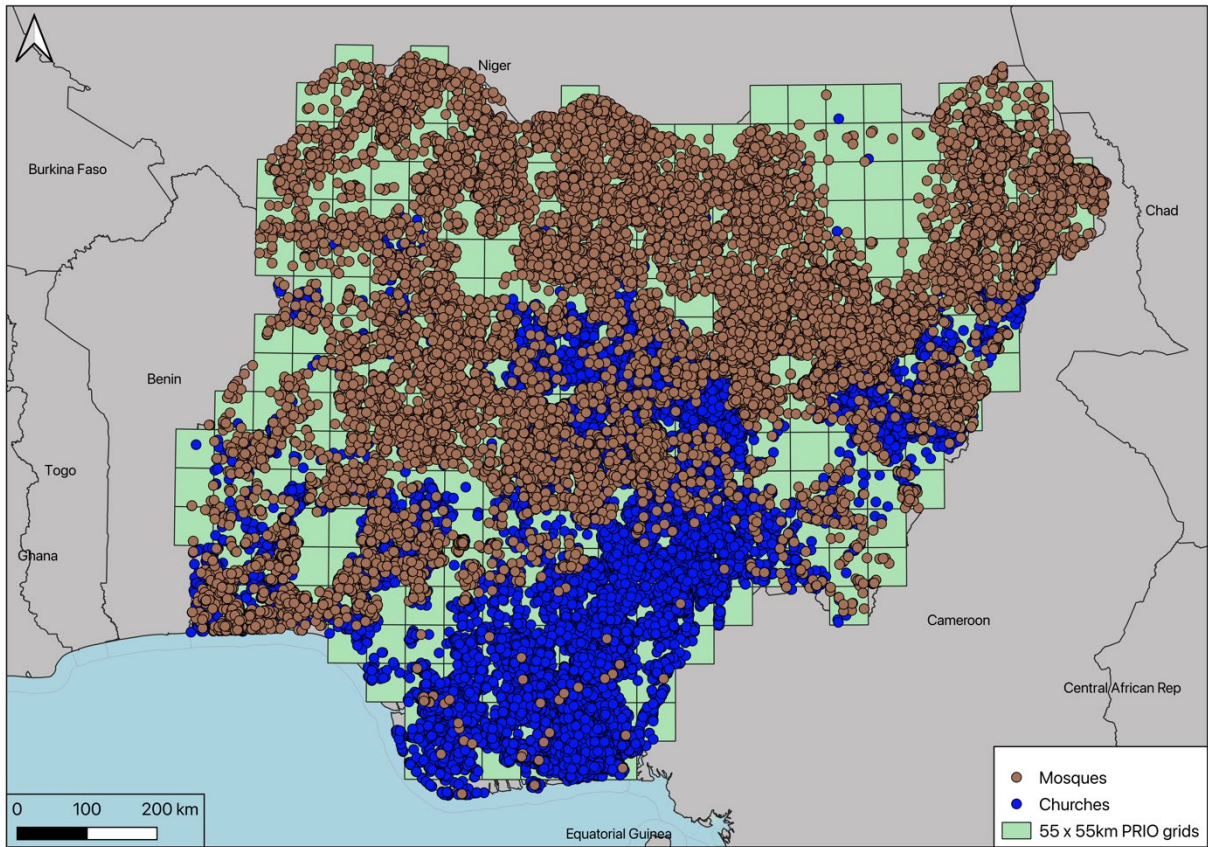 Niger
Burkina Faso
Chad
Benin
Togo
Ghana
Cameroon
Central African Rep
Equatorial Guinea
0 100 200 km
Mosques
Churches
55 x 55km PRIO grids